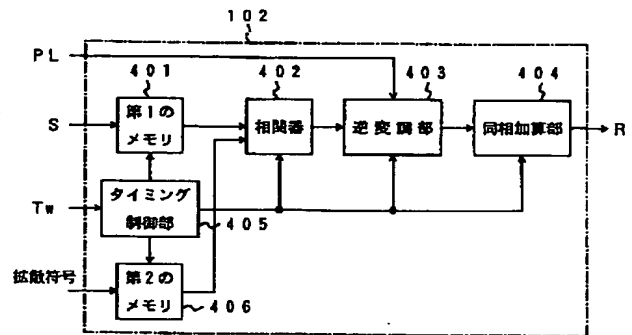 102
PL
401
402
403
404
S
第1の
メモリ
相関器
逆変調部
同相加算部
R
Tw
タイミング
制御部
405
拡散符号
第2の
メモリ
406